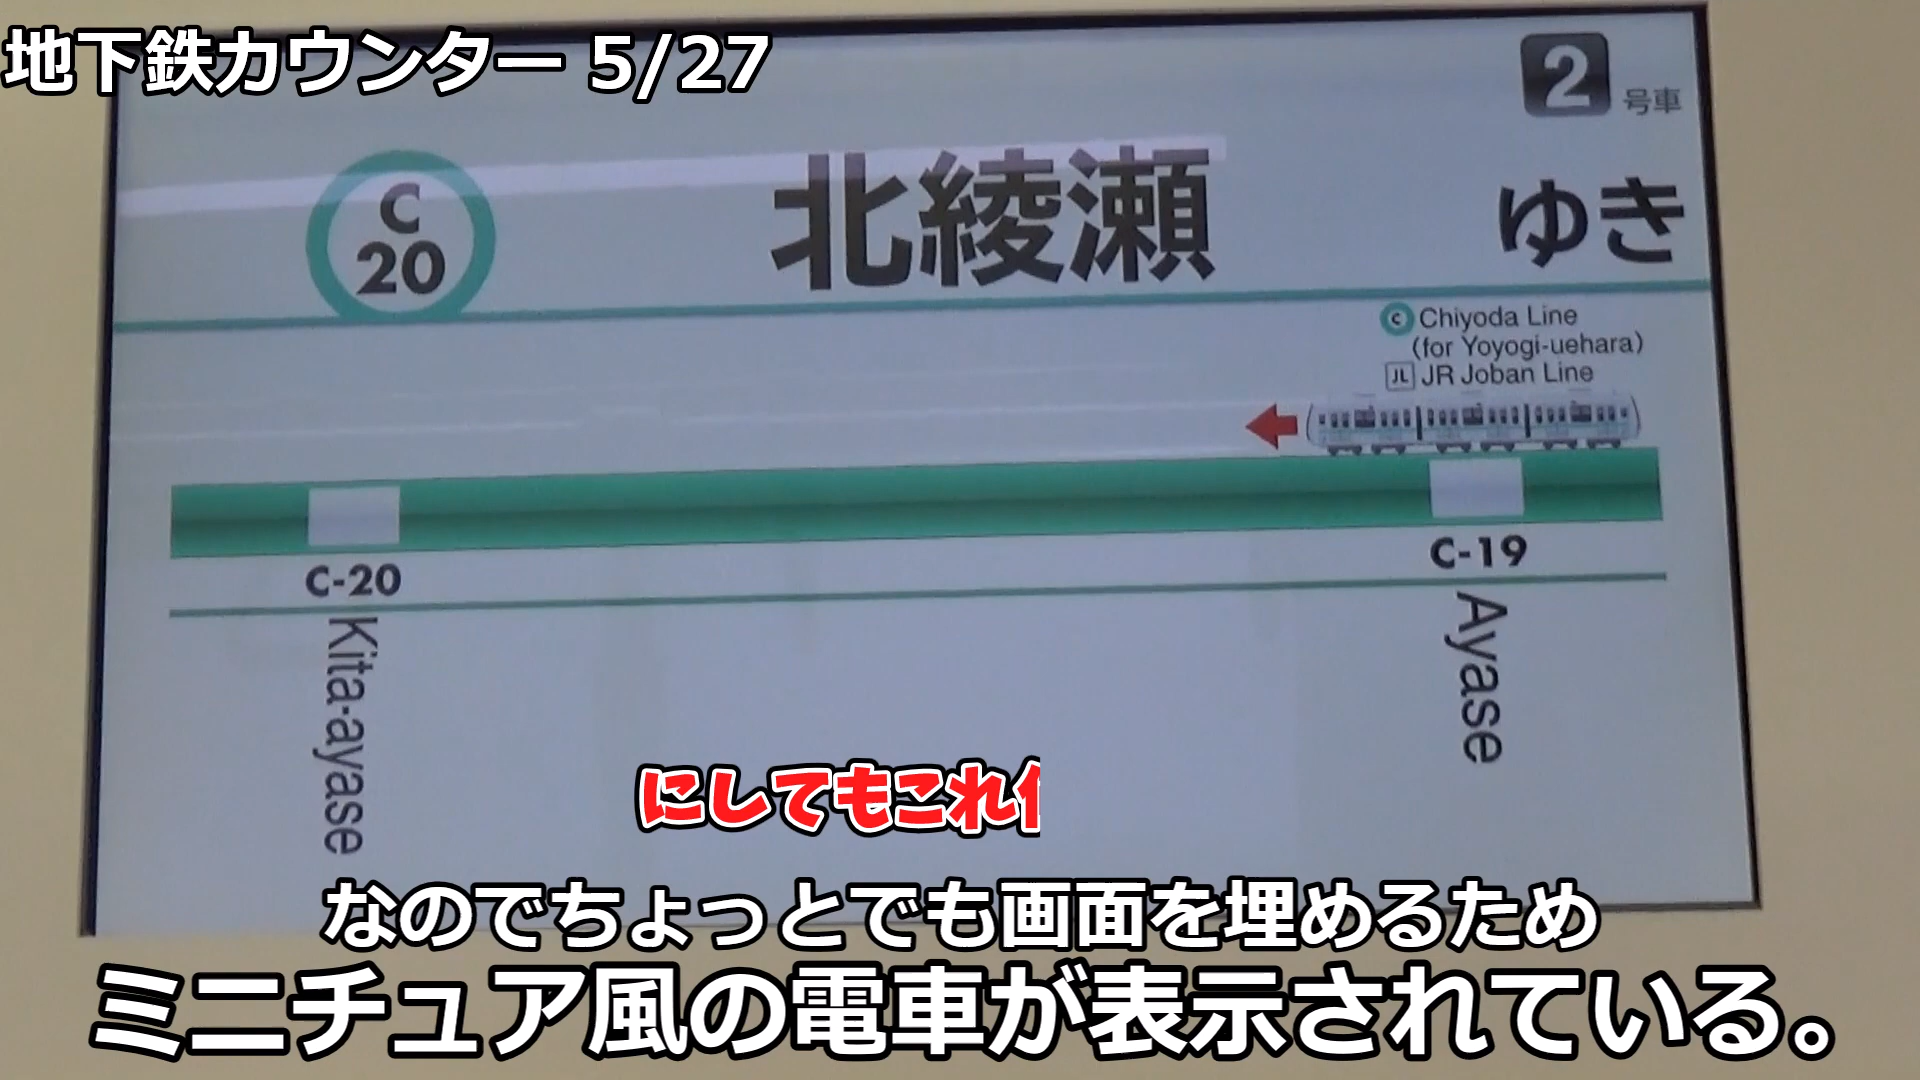 地下鉄カウンター 5/27
2 号車
C
20
北綾瀬 ゆき
C Chiyoda Line
(for Yoyogi-uehara)
JL JR Joban Line
C-20
C-19
Kita-ayase
Ayase
にしてもこれ
なのでちょっとでも画面を埋めるため
ミニチュア風の電車が表示されている。